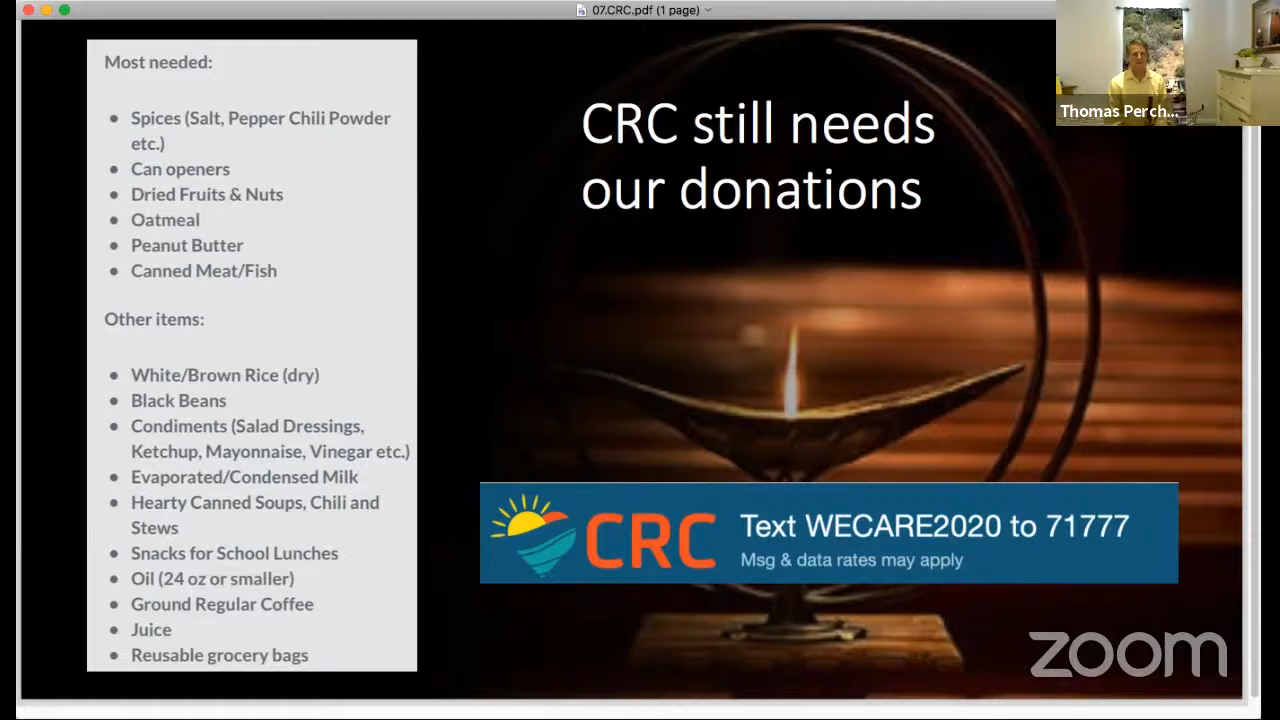 07.CRC.pdf (1 page)
Most needed:
Spices (Salt, Pepper Chili Powder
etc.)
Can openers
Dried Fruits & Nuts
Oatmeal
Peanut Butter
Canned Meat/Fish
Other items:
White/Brown Rice (dry)
Black Beans
Condiments (Salad Dressings,
Ketchup, Mayonnaise, Vinegar etc.)
Evaporated/Condensed Milk
Hearty Canned Soups, Chili and
Stews
Snacks for School Lunches
Oil (24 oz or smaller)
Ground Regular Coffee
Juice
Reusable grocery bags
CRC still needs
our donations
CRC
Text WECARE2020 to 71777
Msg & data rates may apply
Thomas Perch...
zoom